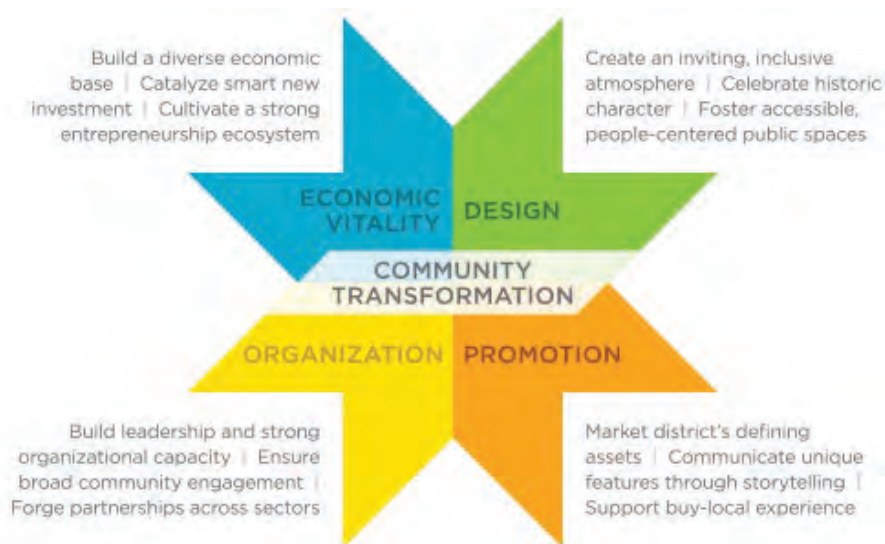 Build a diverse economic
base | Catalyze smart new
investment | Cultivate a strong
entrepreneurship ecosystem
Create an inviting, inclusive
atmosphere | Celebrate historic
character | Foster accessible,
people-centered public spaces
ECONOMIC
VITALITY
DESIGN
COMMUNITY
TRANSFORMATION
ORGANIZATION
PROMOTION
Build leadership and strong
organizational capacity | Ensure
broad community engagement |
Forge partnerships across sectors
Market district's defining
assets | Communicate unique
features through storytelling |
Support buy-local experience